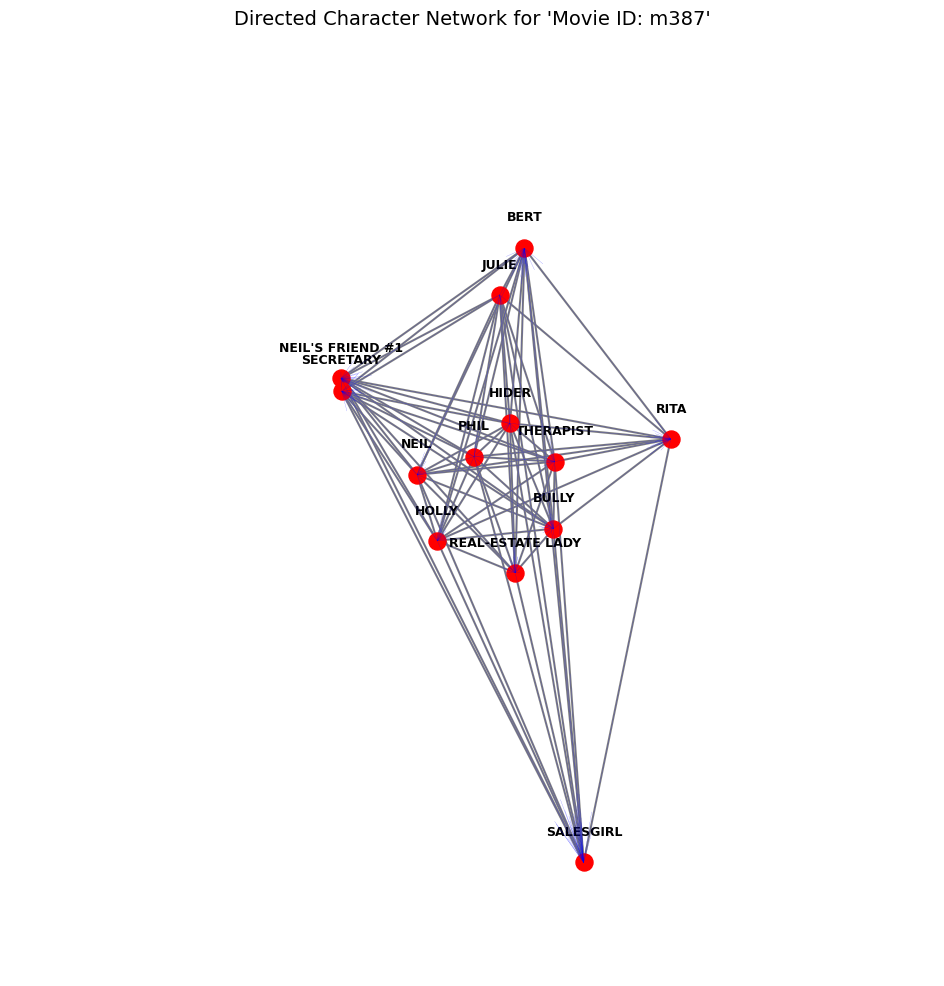 Directed Character Network for 'Movie ID: m387'
BERT
JULIE
NEIL'S FRIEND #1
SECRETARY
HIDER
RITA
PHIL
THERAPIST
NEIL
BULLY
HOLLY
REAL-ESTATE LADY
SALESGIRL